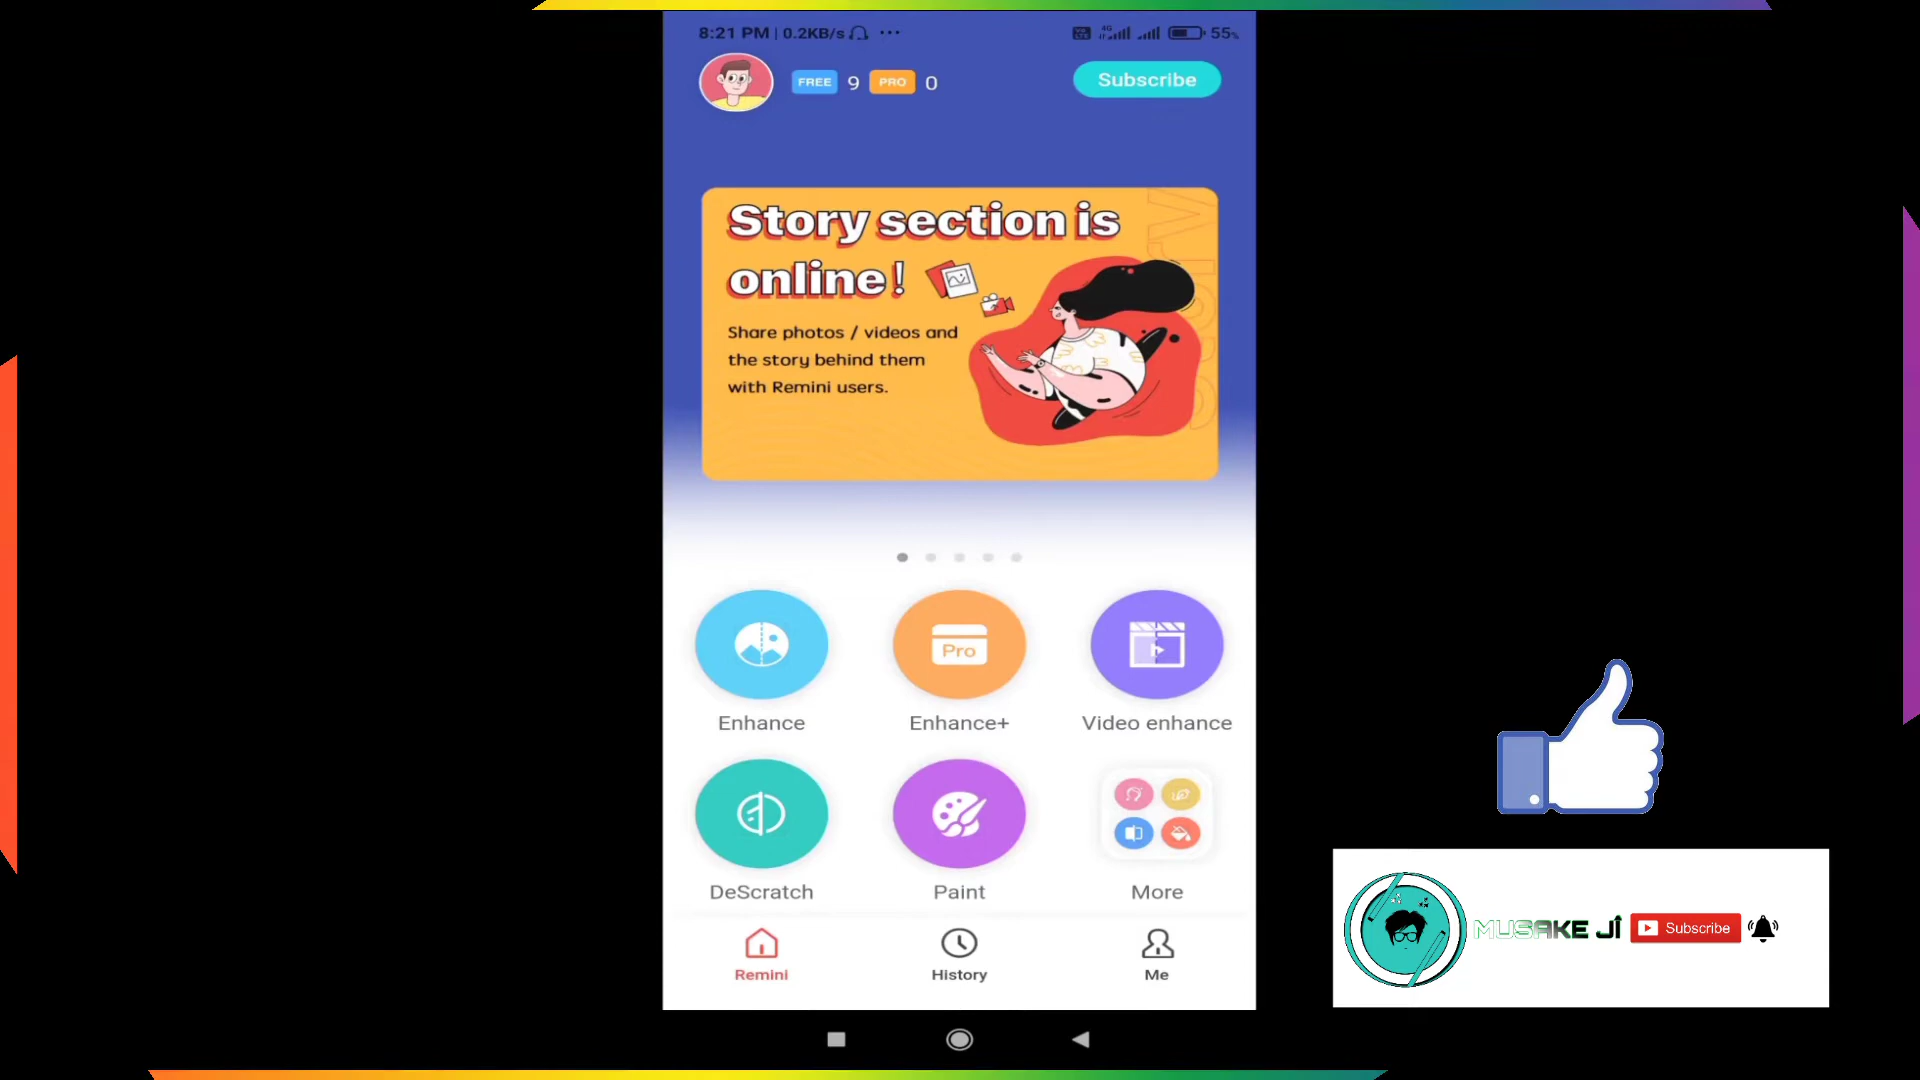 8:21 PM | 0.2KB/s ... 4G 55%
FREE 9 PRO 0 Subscribe
Story section is
online!
Share photos / videos and
the story behind them
with Remini users.
Pro
Enhance Enhance+ Video enhance
DeScratch Paint More
MUSAKE JI Subscribe
Remini History Me